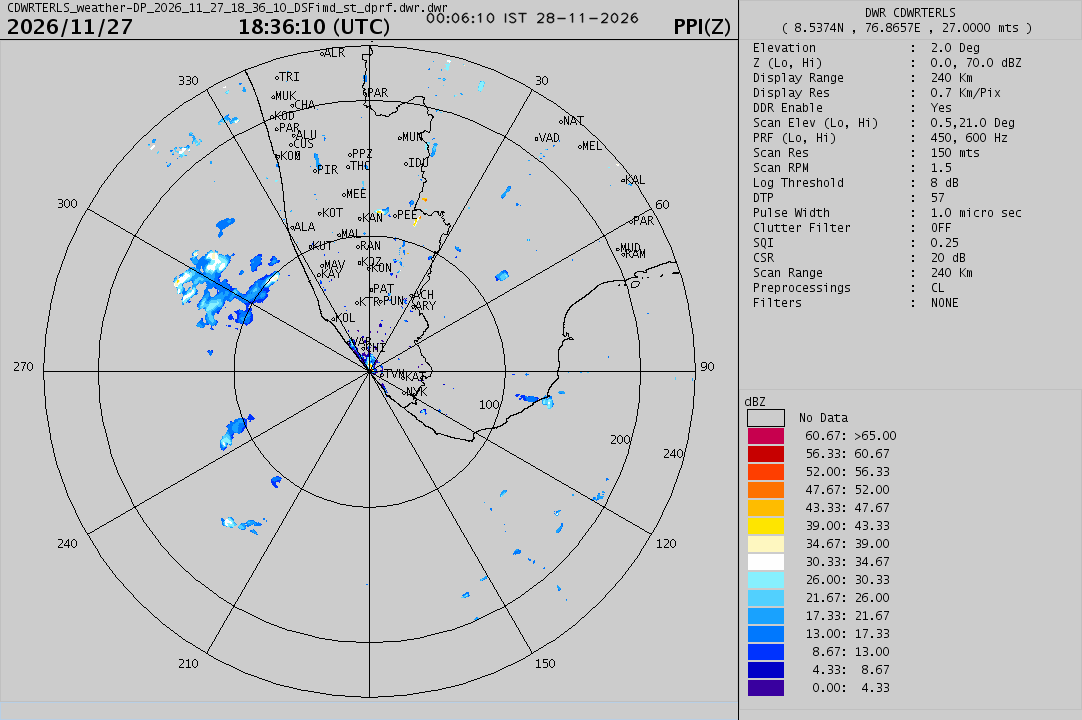 CDWRTERLS_weather-DP_2026_11_27_18_36_10_DSFimd_st_dprf.dwr.dwr
2026/11/27 18:36:10 (UTC) 00:06:10 IST 28-11-2026 PPI(Z)
DWR CDWRTERLS
( 8.5374N , 76.8657E , 27.0000 mts )
Elevation : 2.0 Deg
Z (Lo, Hi) : 0.0, 70.0 dBZ
Display Range : 240 Km
Display Res : 0.7 Km/Pix
DDR Enable : Yes
Scan Elev (Lo, Hi) : 0.5,21.0 Deg
PRF (Lo, Hi) : 450, 600 Hz
Scan Res : 150 mts
Scan RPM : 1.5
Log Threshold : 8 dB
DTP : 57
Pulse Width : 1.0 micro sec
Clutter Filter : OFF
SQI : 0.25
CSR : 20 dB
Scan Range : 240 Km
Preprocessings : CL
Filters : NONE
dBZ
No Data
60.67: >65.00
56.33: 60.67
52.00: 56.33
47.67: 52.00
43.33: 47.67
39.00: 43.33
34.67: 39.00
30.33: 34.67
26.00: 30.33
21.67: 26.00
17.33: 21.67
13.00: 17.33
8.67: 13.00
4.33: 8.67
0.00: 4.33
ALR
TRI
330
30
MUK
PAR
CHA
KOD
NAT
PAR
ALU
MUN
VAD
CUS
MEL
PPZ
THO
IDU
PIR
KAL
MEE
300
60
KOT
KAN
PEE
PAR
ALA
MAL
KUT
RAN
MUD
RAM
MAV
KOZ
KON
KAY
PAT
ACH
KTR
PUN
ARY
KOL
VAR
270
90
TVM
KAT
NYK
100
200
240
240
120
210
150